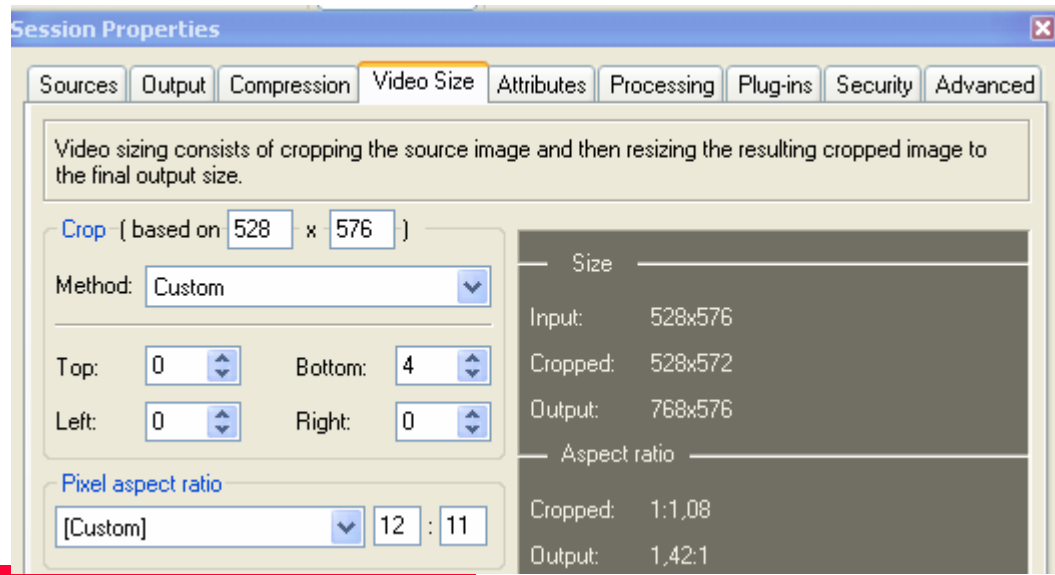 Session Properties
Sources Output Compression Video Size Attributes Processing Plug-ins Security Advanced
Video sizing consists of cropping the source image and then resizing the resulting cropped image to
the final output size.
Crop ( based on 528 x 576 )
Method: Custom
Top: 0 Bottom: 4
Left: 0 Right: 0
Pixel aspect ratio
[Custom] 12 : 11
Size
Input: 528x576
Cropped: 528x572
Output: 768x576
Aspect ratio
Cropped: 1:1,08
Output: 1,42:1